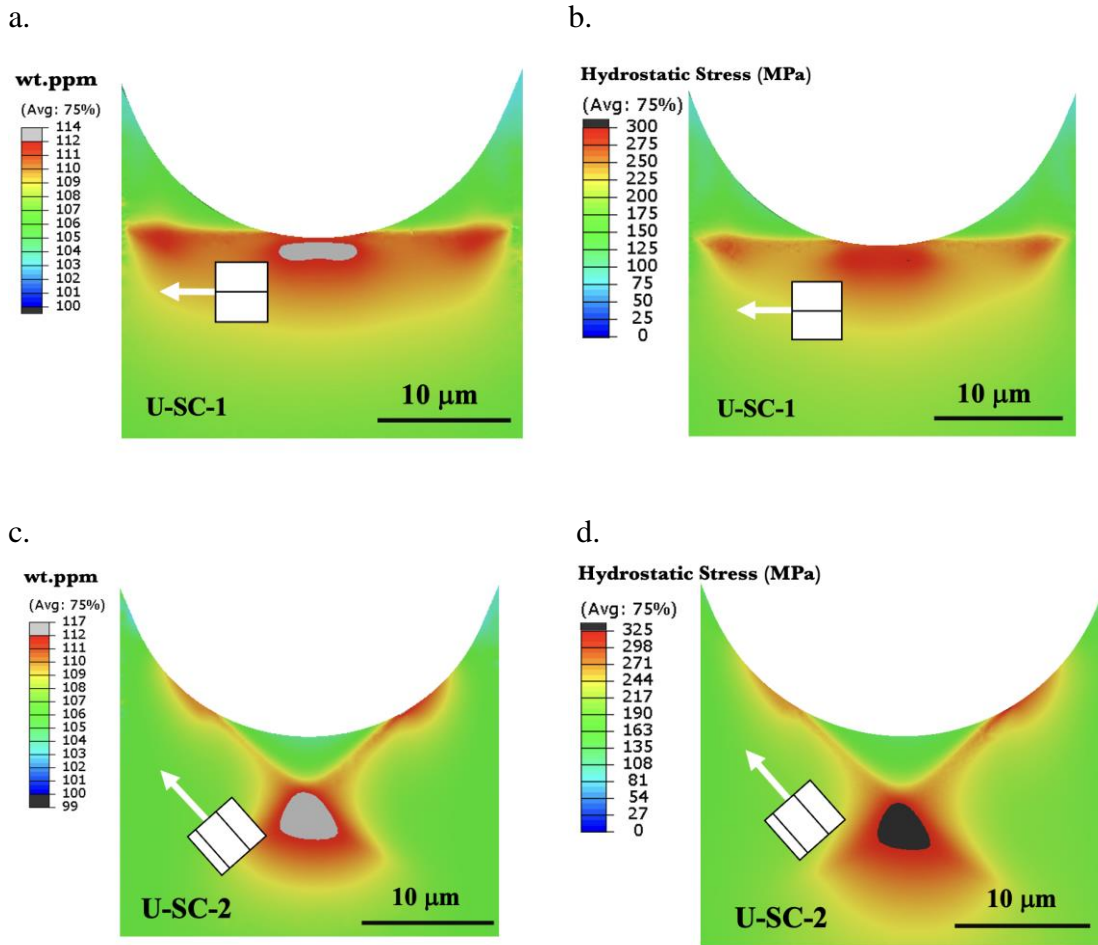 a.
wt.ppm
(Avg: 75%)
114
112
112
110
109
108
106
105
104
103
102
101
100
U-SC-1
10 μm
b.
Hydrostatic Stress (MPa)
(Avg: 75%)
300
275
250
225
200
175
150
125
100
75
50
25
0
U-SC-1
10 μm
c.
wt.ppm
(Avg: 75%)
117
112
112
110
109
108
107
105
104
103
102
101
100
99
U-SC-2
10 μm
d.
Hydrostatic Stress (MPa)
(Avg: 75%)
325
298
271
244
217
190
163
135
108
81
54
27
0
U-SC-2
10 μm